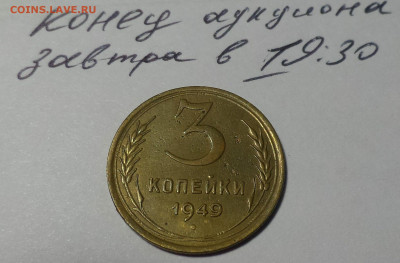 COINS.LAVE.RU
конец аукциона
завтра в 19:30
3
КОПЕЙКИ
1949